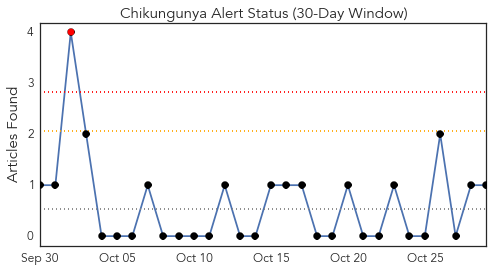 Chikungunya Alert Status (30-Day Window)
Articles Found
4
3
2
1
0
Sep 30
Oct 05
Oct 10
Oct 15
Oct 20
Oct 25